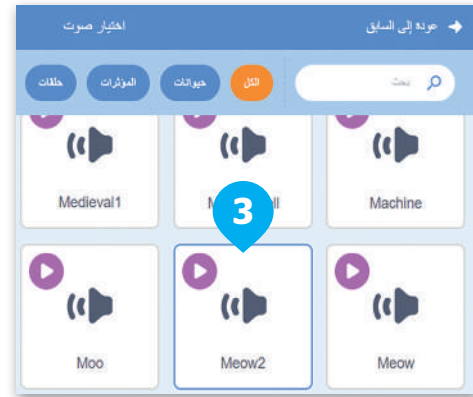 عودة إلى السابق اختيار صوت
بحث الكل حيوانات المؤثرات حلقات
Machine Medieval1
3
Meow Meow2 Moo